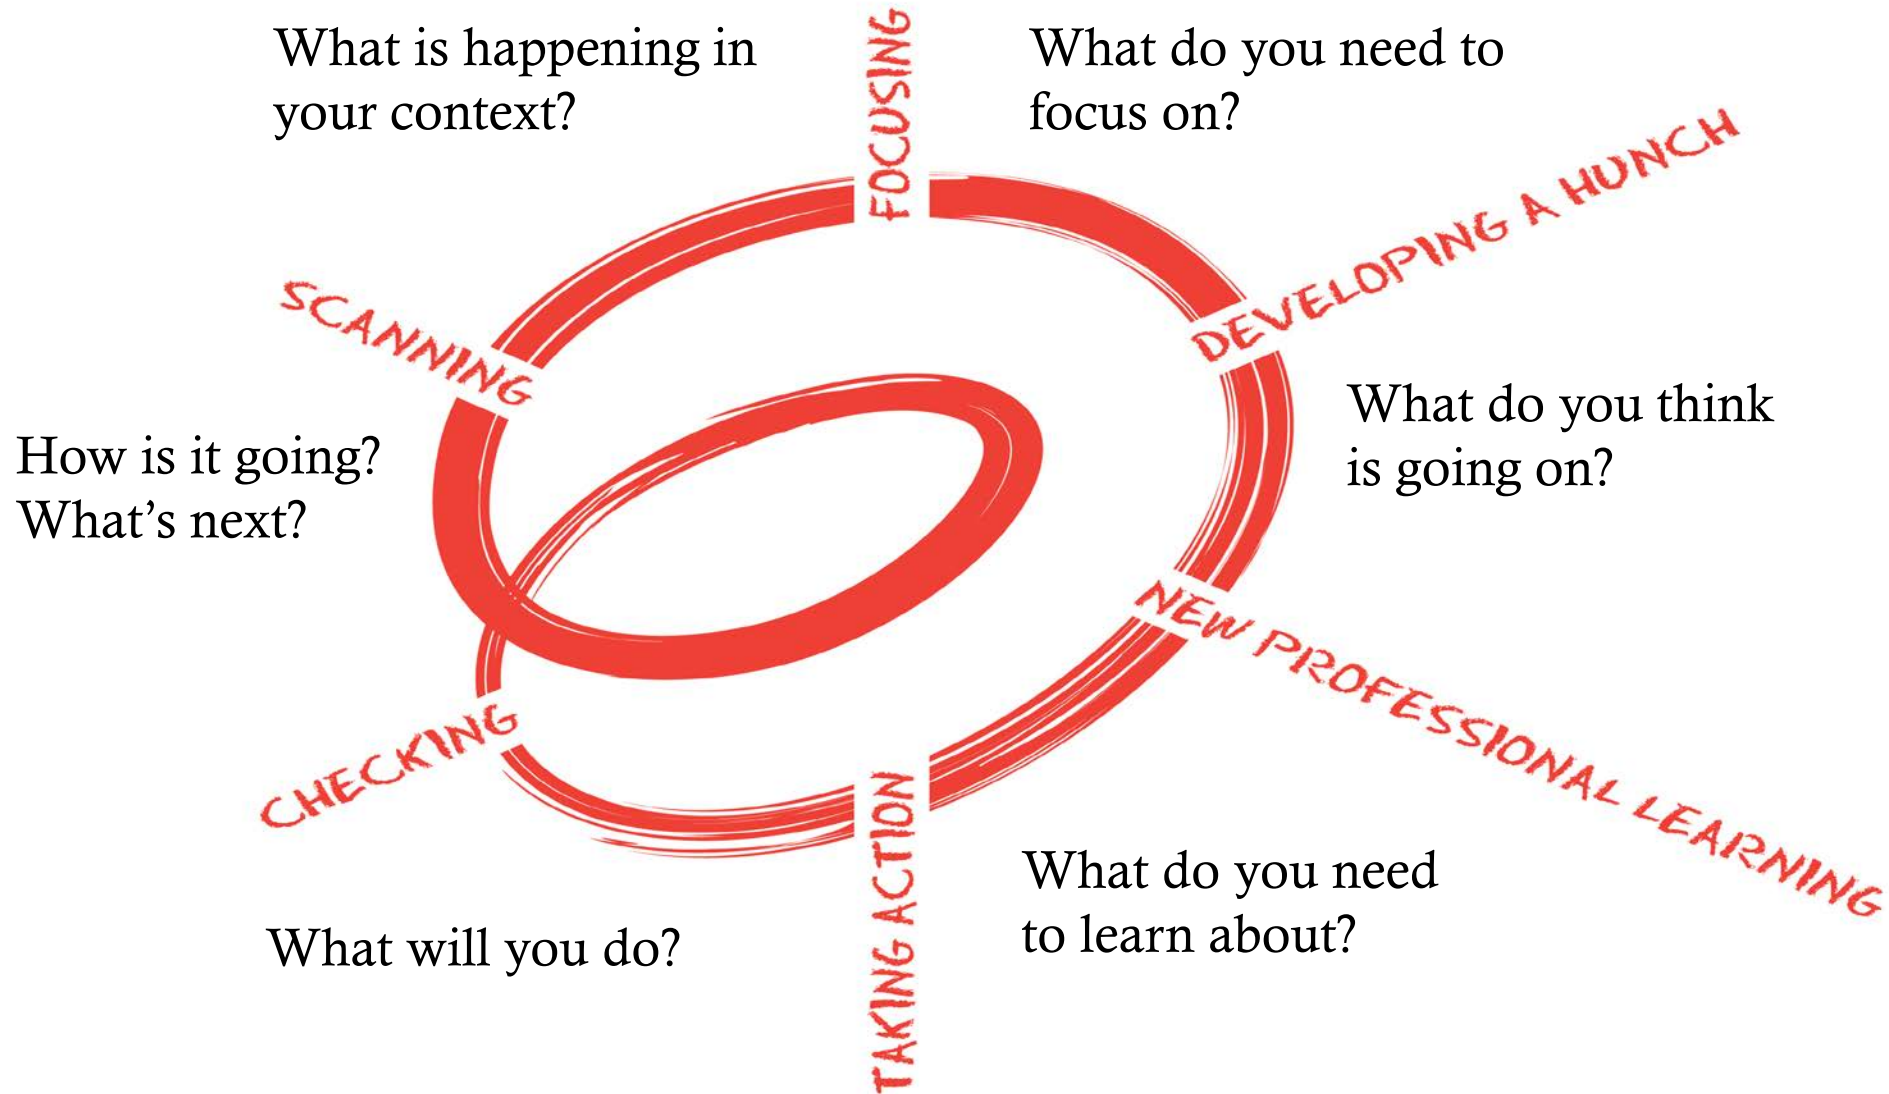 SCANNING
What is happening in
your context?
FOCUSING
What do you need to
focus on?
DEVELOPING A HUNCH
What do you think
is going on?
NEW PROFESSIONAL LEARNING
What do you need
to learn about?
TAKING ACTION
What will you do?
CHECKING
How is it going?
What’s next?